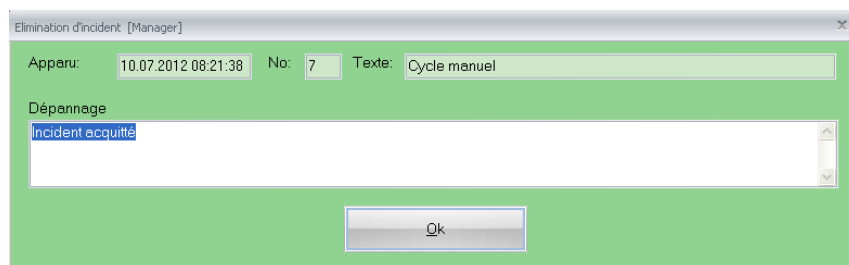 Elimination d'incident [Manager]
Apparu: 10.07.2012 08:21:38 No: 7 Texte: Cycle manuel
Dépannage
Incident acquitté
Ok